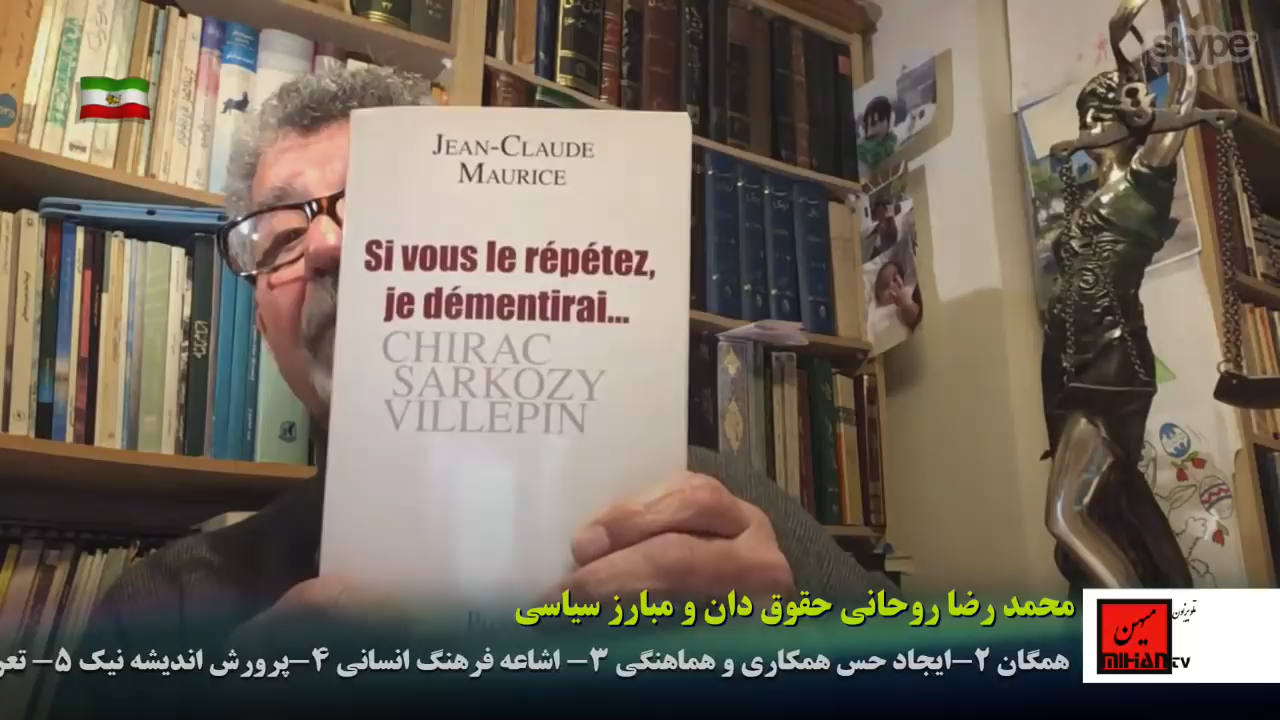 skype
JEAN-CLAUDE
MAURICE
Si vous le répétez,
je démentirai...
CHIRAC
SARKOZY
VILLEPIN
محمد رضا روحانی حقوق دان و مبارز سیاسی
همگان ۲-ایجاد حس همکاری و هماهنگی ۳- اشاعه فرهنگ انسانی ۴-پرورش اندیشه نیک ۵- تعر
تلویزیون
میهن
MIHAN TV